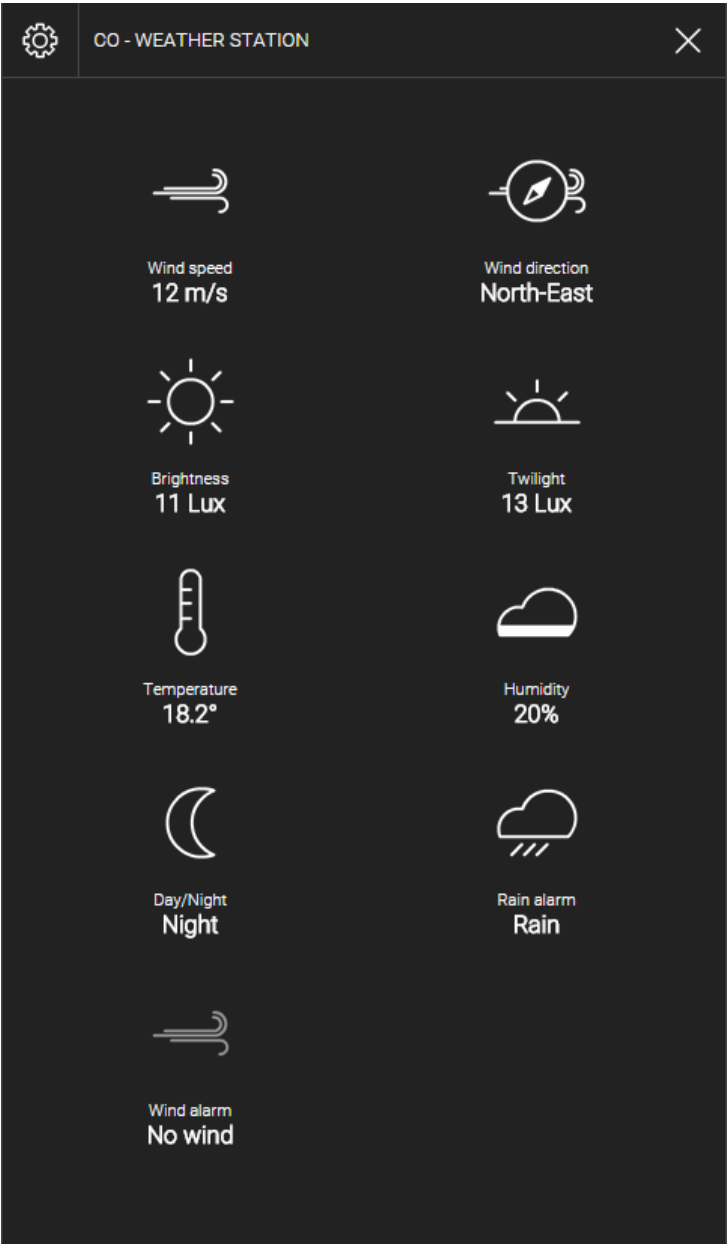 CO - WEATHER STATION
Wind speed
12 m/s
Wind direction
North-East
Brightness
11 Lux
Twilight
13 Lux
Temperature
18.2°
Humidity
20%
Day/Night
Night
Rain alarm
Rain
Wind alarm
No wind